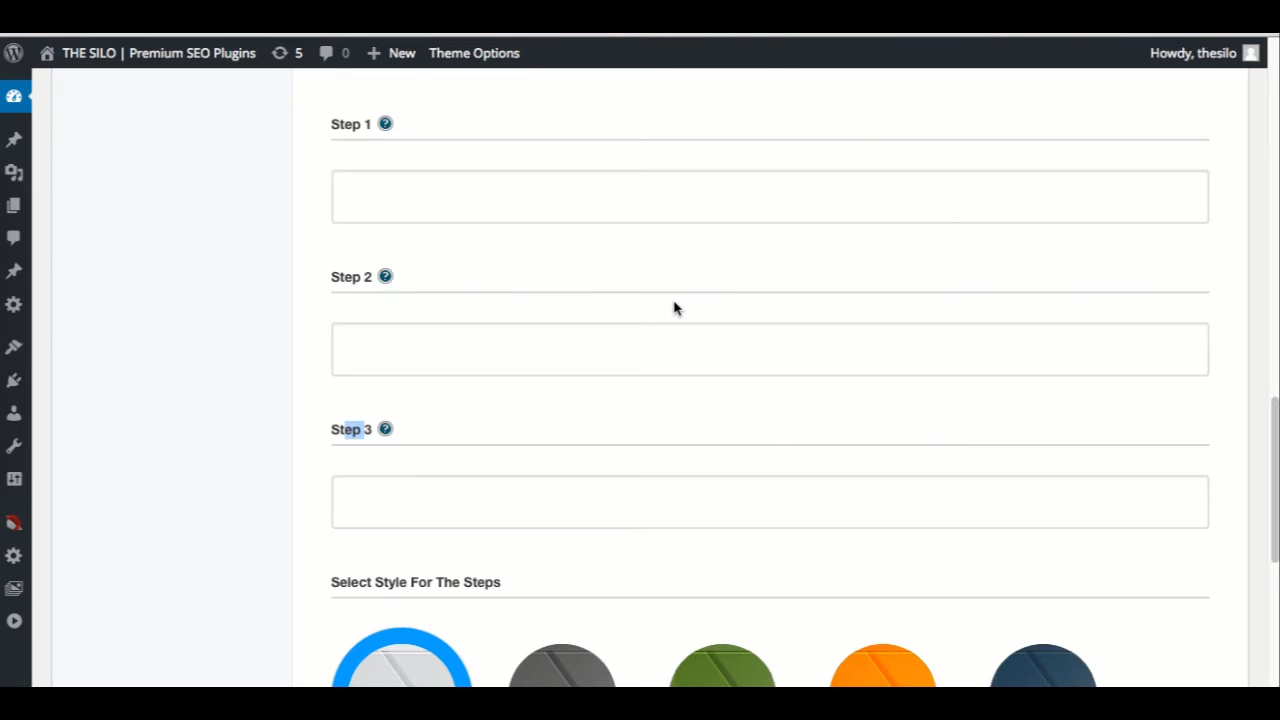 THE SILO | Premium SEO Plugins 5 0 New Theme Options Howdy, thesilo
Step 1 ?
Step 2 ?
Step 3 ?
Select Style For The Steps